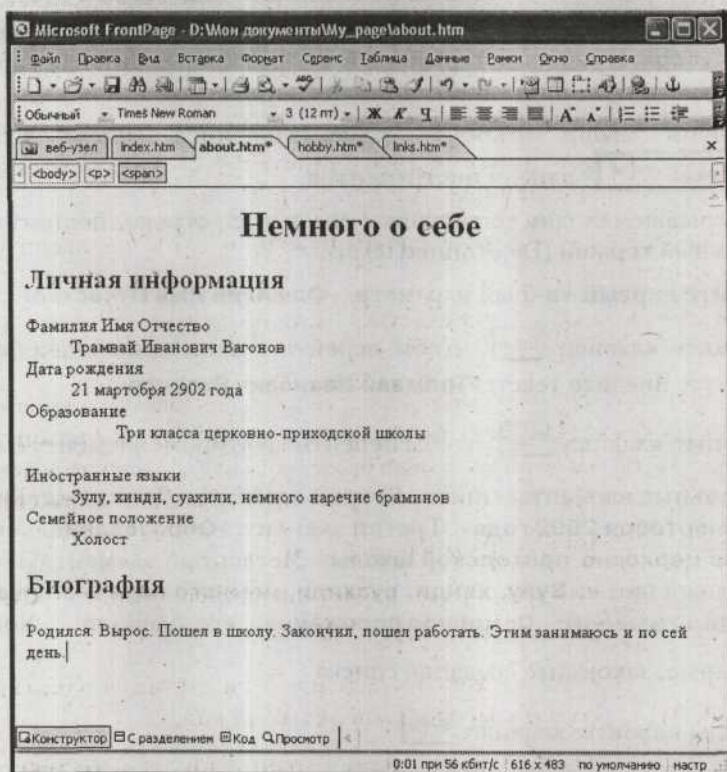 Microsoft FrontPage - D:\Мои документы\My_page\about.htm
Файл Правка Вид Вставка Формат Сервис Таблица Данные Рамки Окно Справка
Обычный Times New Roman 3 (12 пт) Ж К Ч
веб-узел index.htm about.htm* hobby.htm* links.htm*
<body> <p> <span>
Немного о себе
Личная информация
Фамилия Имя Отчество
Трамвай Иванович Вагонов
Дата рождения
21 мартобря 2902 года
Образование
Три класса церковно-приходской школы
Иностранные языки
Зулу, хинди, суахили, немного наречие браминов
Семейное положение
Холост
Биография
Родился. Вырос. Пошел в школу. Закончил, пошел работать. Этим занимаюсь и по сей
день.
Конструктор С разделением Код Просмотр
0:01 при 56 кбит/с 616 x 483 по умолчанию настр